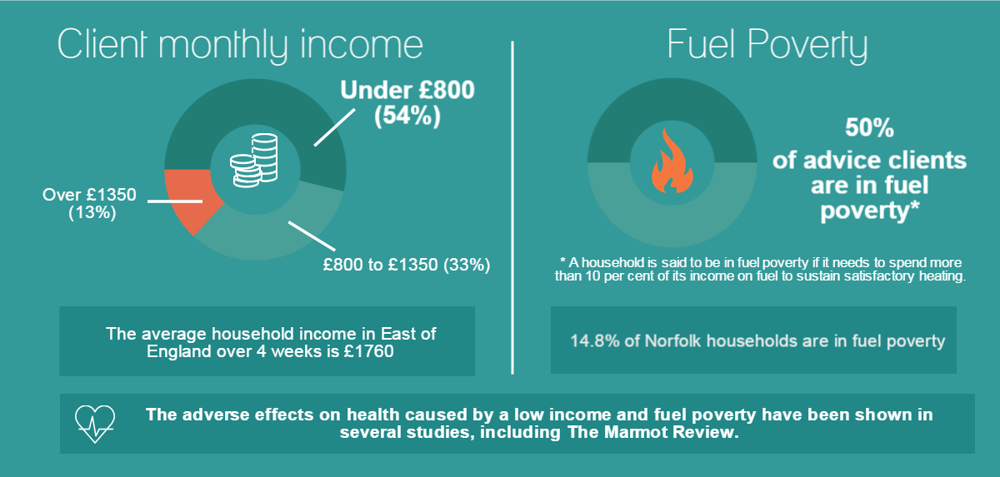 Client monthly income
Under £800
(54%)
Over £1350
(13%)
£800 to £1350 (33%)
The average household income in East of
England over 4 weeks is £1760
Fuel Poverty
50%
of advice clients
are in fuel
poverty*
* A household is said to be in fuel poverty if it needs to spend more
than 10 per cent of its income on fuel to sustain satisfactory heating.
14.8% of Norfolk households are in fuel poverty
The adverse effects on health caused by a low income and fuel poverty have been shown in
several studies, including The Marmot Review.